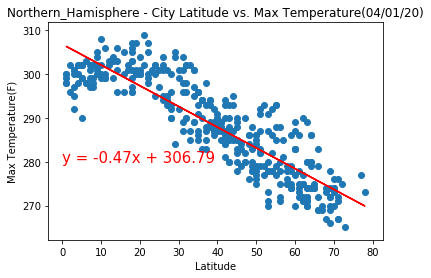 Northern_Hamisphere - City Latitude vs. Max Temperature(04/01/20)
310
300
290
280
270
Max Temperature(F)
y = -0.47x + 306.79
0 10 20 30 40 50 60 70 80
Latitude